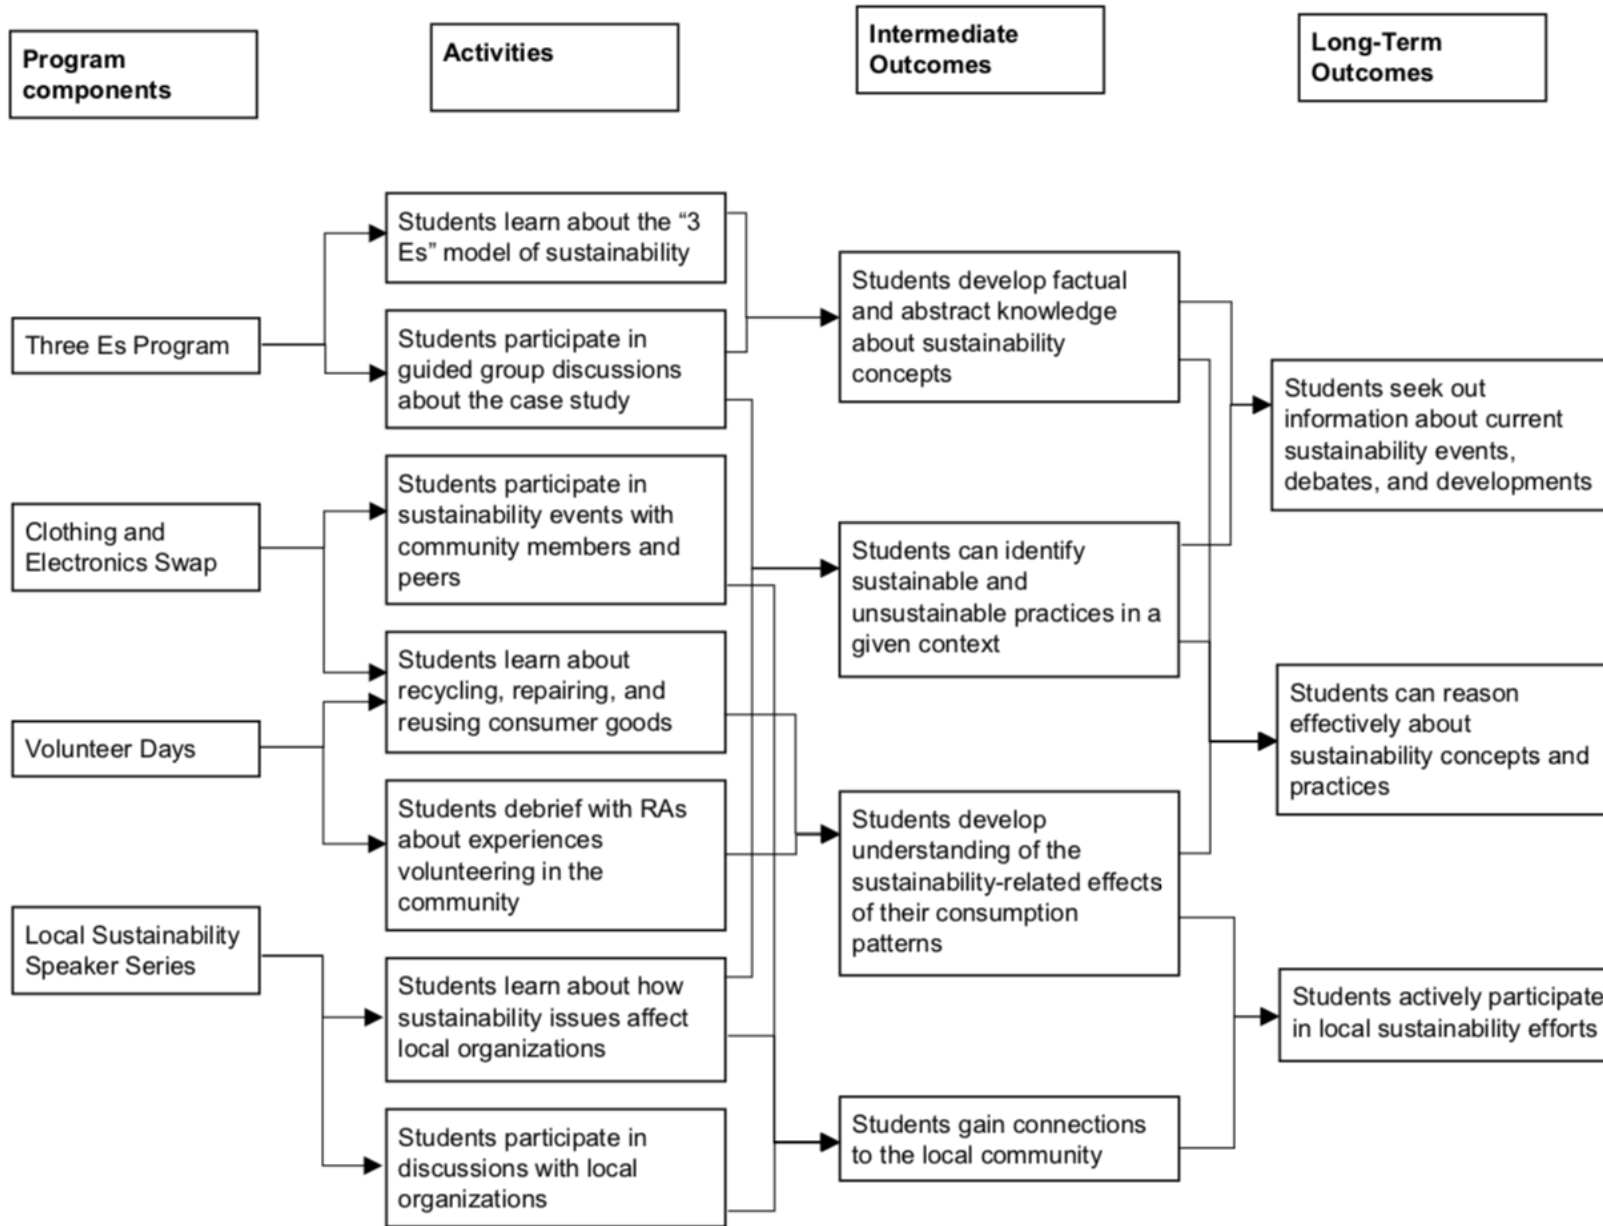 Program
components
Activities
Intermediate
Outcomes
Long-Term
Outcomes
Three Es Program
Clothing and
Electronics Swap
Volunteer Days
Local Sustainability
Speaker Series
Students learn about the “3
Es” model of sustainability
Students participate in
guided group discussions
about the case study
Students participate in
sustainability events with
community members and
peers
Students learn about
recycling, repairing, and
reusing consumer goods
Students debrief with RAs
about experiences
volunteering in the
community
Students learn about how
sustainability issues affect
local organizations
Students participate in
discussions with local
organizations
Students develop factual
and abstract knowledge
about sustainability
concepts
Students can identify
sustainable and
unsustainable practices in a
given context
Students develop
understanding of the
sustainability-related effects
of their consumption
patterns
Students gain connections
to the local community
Students seek out
information about current
sustainability events,
debates, and developments
Students can reason
effectively about
sustainability concepts and
practices
Students actively participate
in local sustainability efforts